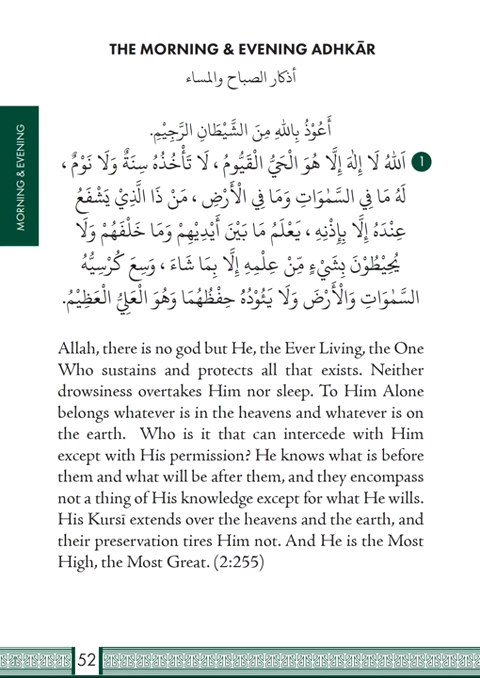 THE MORNING & EVENING ADHKĀR
أذكار الصباح والمساء
MORNING & EVENING
أَعُوْذُ بِاللهِ مِنَ الشَّيْطَانِ الرَّجِيْمِ.
1 اَللهُ لَا إِلٰهَ إِلَّا هُوَ الْحَيُّ الْقَيُّومُ ، لَا تَأْخُذُهُ سِنَةٌ وَلَا نَوْمٌ ،
لَهُ مَا فِي السَّمٰوَاتِ وَمَا فِي الْأَرْضِ ، مَنْ ذَا الَّذِيْ يَشْفَعُ
عِنْدَهُ إِلَّا بِإِذْنِهِ ، يَعْلَمُ مَا بَيْنَ أَيْدِيْهِمْ وَمَا خَلْفَهُمْ وَلَا
يُحِيْطُوْنَ بِشَيْءٍ مِّنْ عِلْمِهِ إِلَّا بِمَا شَاءَ ، وَسِعَ كُرْسِيُّهُ
السَّمٰوَاتِ وَالْأَرْضَ وَلَا يَئُوْدُهُ حِفْظُهُمَا وَهُوَ الْعَلِيُّ الْعَظِيْمُ.
Allah, there is no god but He, the Ever Living, the One
Who sustains and protects all that exists. Neither
drowsiness overtakes Him nor sleep. To Him Alone
belongs whatever is in the heavens and whatever is on
the earth. Who is it that can intercede with Him
except with His permission? He knows what is before
them and what will be after them, and they encompass
not a thing of His knowledge except for what He wills.
His Kursī extends over the heavens and the earth, and
their preservation tires Him not. And He is the Most
High, the Most Great. (2:255)
52